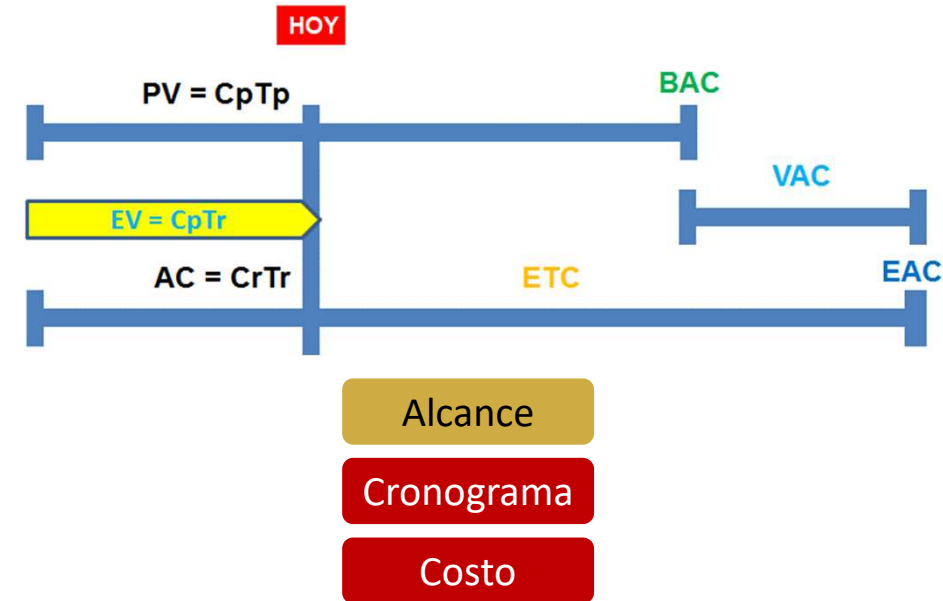 HOY
PV = CpTp
BAC
VAC
EV = CpTr
AC = CrTr
ETC
EAC
Alcance
Cronograma
Costo